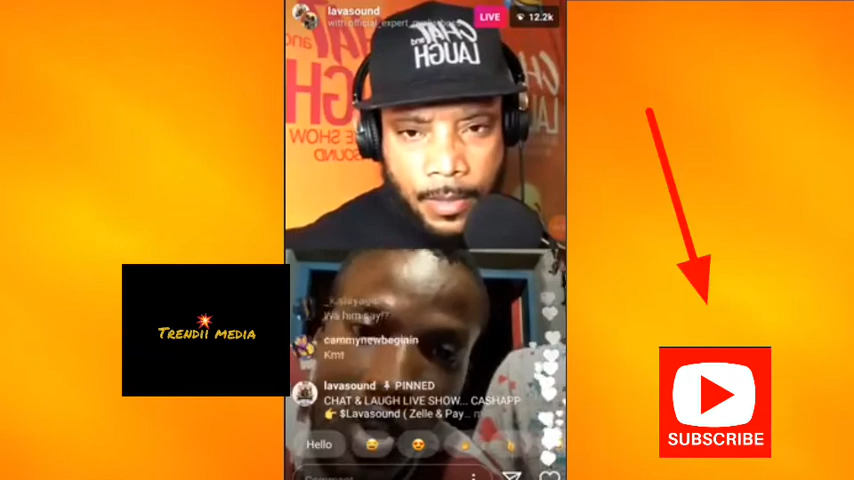 lavasound
LIVE
12.2k
CHAT
and
LAUGH
Wa him say!?
cammynewbeginin
Kmt
lavasound PINNED
CHAT & LAUGH LIVE SHOW... CASHAPP
👉 $Lavasound ( Zelle & Pay..
Hello
TRENDII MEDIA
SUBSCRIBE